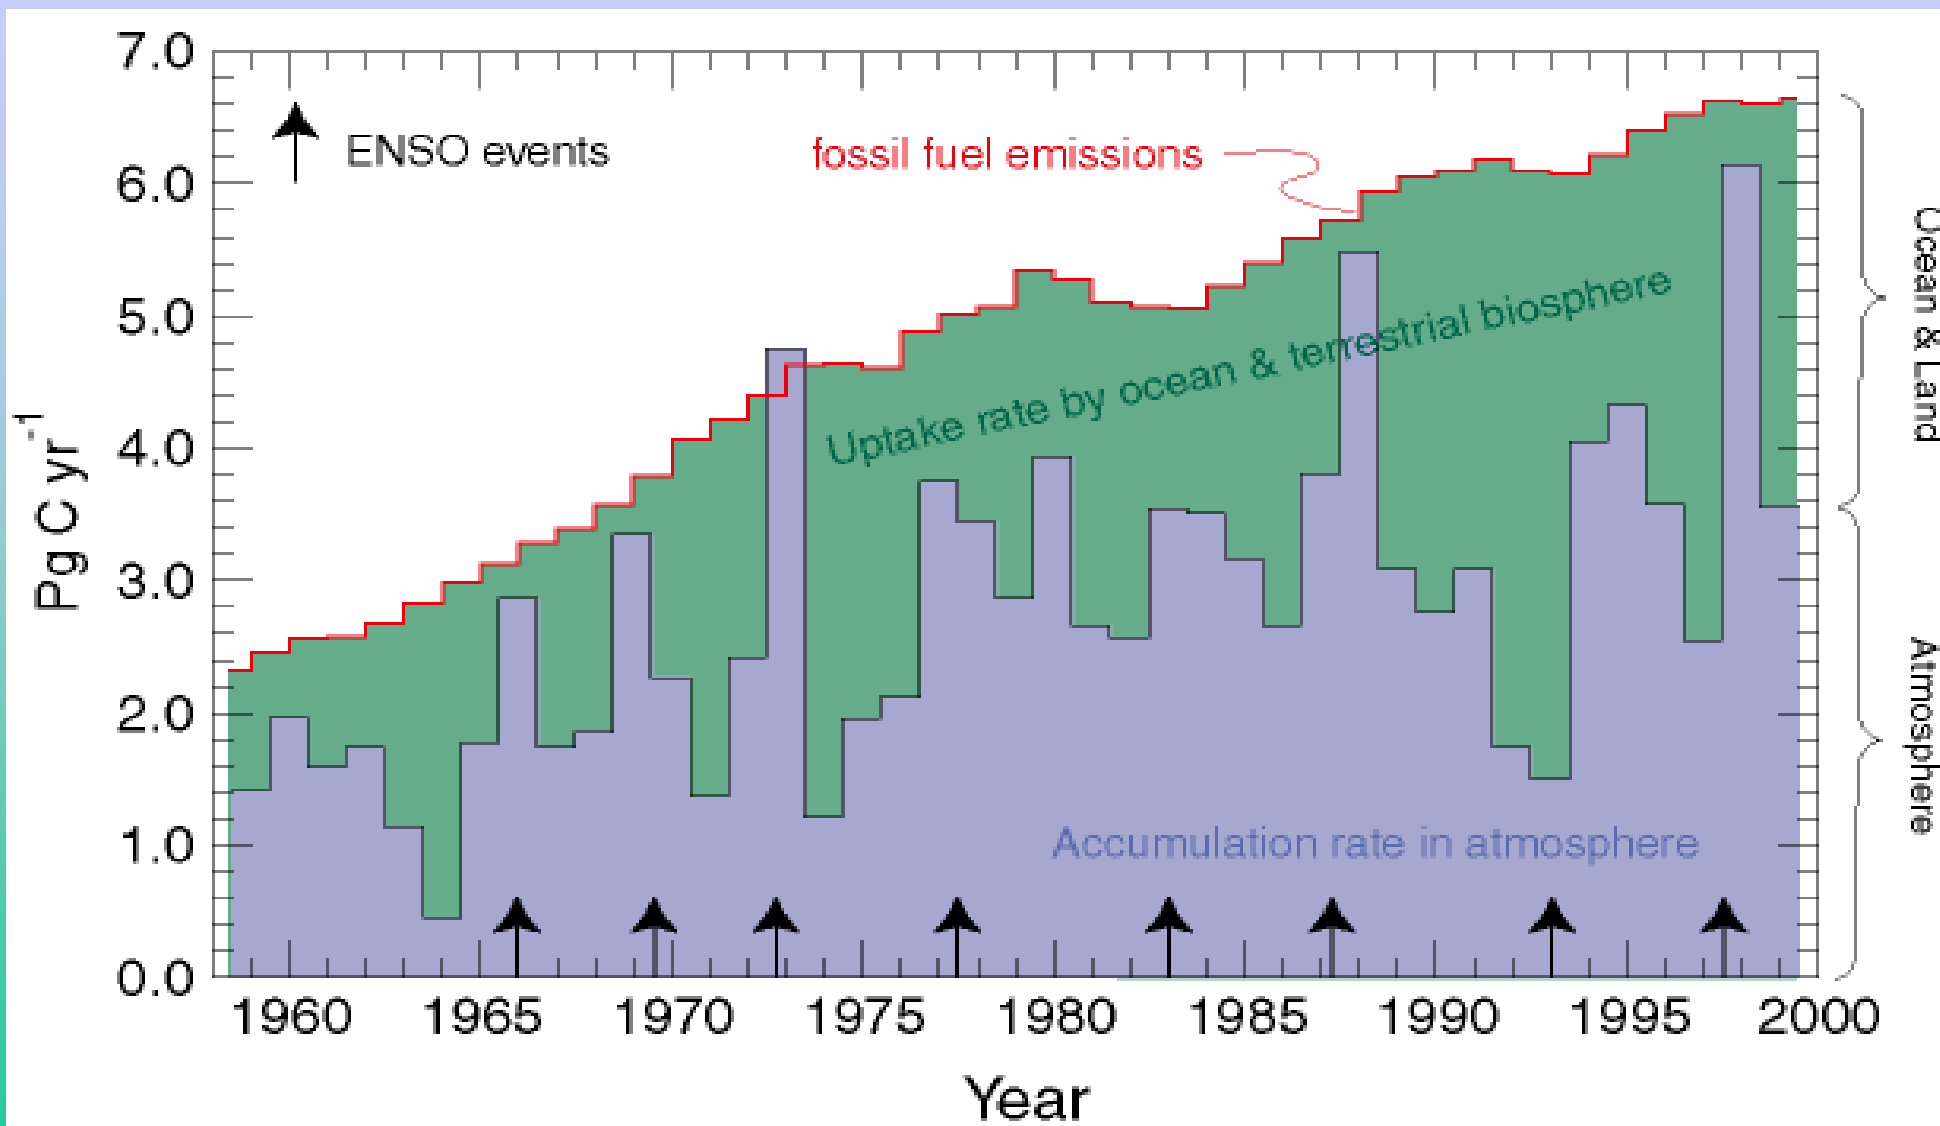 7.0
6.0
5.0
4.0
3.0
2.0
1.0
0.0
Pg C yr-1
ENSO events
fossil fuel emissions
Uptake rate by ocean & terrestrial biosphere
Accumulation rate in atmosphere
Ocean & Land
Atmosphere
1960 1965 1970 1975 1980 1985 1990 1995 2000
Year